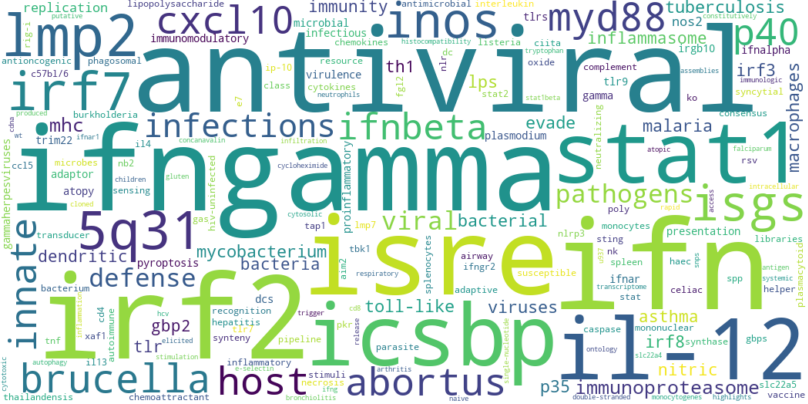 replication lipopolysaccharide immunity antimicrobial interleukin tuberculosis
putative cxcl10 microbial inos tlrs myd88 nos2 constitutively
lmp2 rig-i immunomodulatory infectious histocompatibility ciita inflammasome p40
antioncogenic phagosomal chemokines listeria tryptophan irgb10 ifnalpha
c57bl/6 antiviral ip-10 resource nlr dc oxide complement assemblies immunologic
irf7 e7 virulence th1 fgl2 lps stat2 tlr9 irf3
produced class cytokines neutrophils stat1beta gamma ko syncytial
cdna burkholderia mhc infections ifnbeta plasmodium evade neutralizing consensus macrophages
wt ifnar1 trim22 concanavalin infiltration malaria falciparum
gammaherpesviruses ccl5 il4 ifngamma stat1 atopic rsv
microbes nb2 children cycloheximide proinflammatory
adaptor atopy sensing gluten hiv-uninfected pathogens access rapid intracellular
cloned gas cytosolic tap1 lmp7 viral bacterial poly isgs
5q31 transducer isre ifn monocytes presentation libraries
innate dendritic mycobacterium aim2 tbk1 splenocytes airway nlrp3 sting nk spleen haec snps antigen plasmacytoid
pyroptosis bacteria respiratory ifngr2 susceptible ifnar u937 spp systemic
bacterium defense adaptive transcriptome stat celiac helper
irf2 dcs trigger cd8 toll-like viruses asthma
inflammation cd4 gbp2 recognition hcv icsbp il-12 caspase mononuclear
autoimmune hepatitis pkr release single-nucleotide irf8 synthase gbps
tnf xaf1 tlr elicited tlr7 synteny pipeline parasite ontology slc22a4
autophagy il13 stimulation inflammatory arthritis nitric
cytotoxic brucella host e-selectin stimuli necrosis abortus p35 immunoproteasome slc22a5
thailandensis chemoattractant ifng bronchiolitis naive double-stranded monocytogenes highlights vaccine